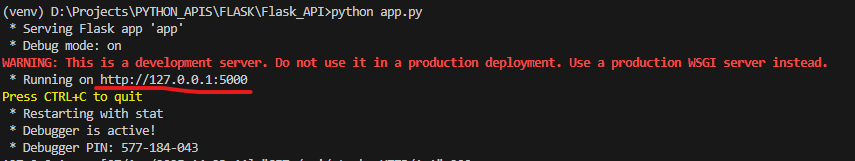 (venv) D:\Projects\PYTHON_APIS\FLASK\Flask_API>python app.py
* Serving Flask app 'app'
* Debug mode: on
WARNING: This is a development server. Do not use it in a production deployment. Use a production WSGI server instead.
* Running on http://127.0.0.1:5000
Press CTRL+C to quit
* Restarting with stat
* Debugger is active!
* Debugger PIN: 577-184-043